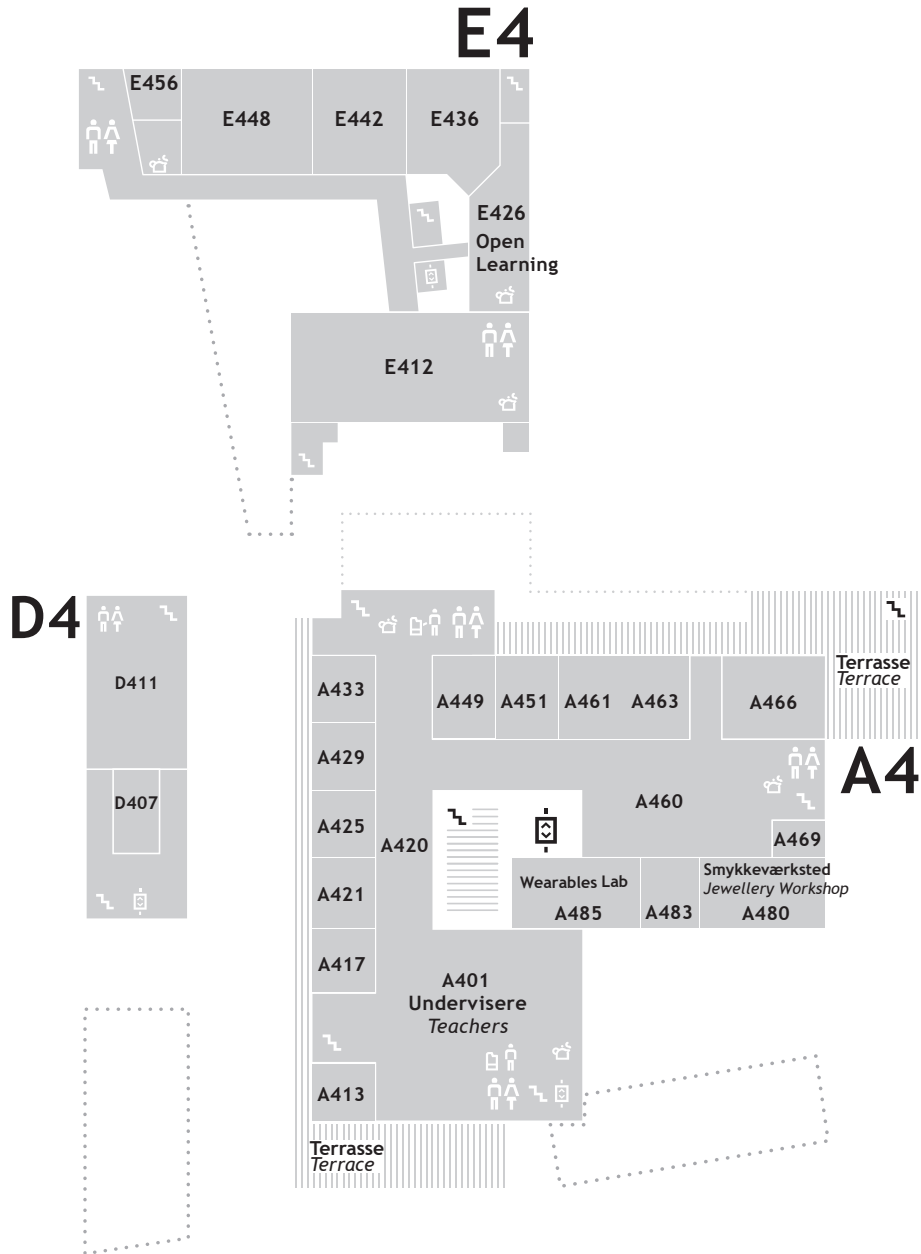 E4
E456
E448
E442
E436
E426
Open
Learning
E412
D4
D411
D407
A433
A449
A451
A461
A463
A466
Terrasse
Terrace
A4
A429
A460
A425
A420
A469
A421
Wearables Lab
A485
A483
Smykkeværksted
Jewellery Workshop
A480
A417
A401
Undervisere
Teachers
A413
Terrasse
Terrace